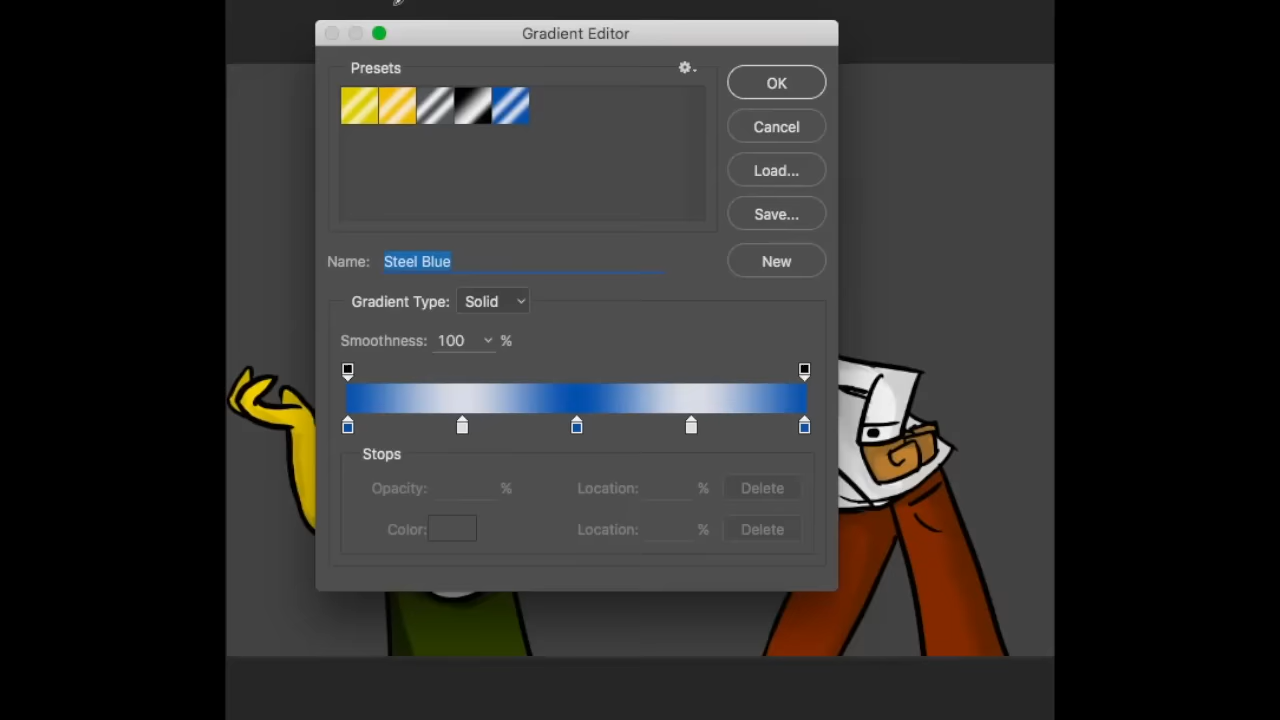 Gradient Editor
Presets
OK
Cancel
Load...
Save...
Name: Steel Blue
New
Gradient Type: Solid
Smoothness: 100 %
Stops
Opacity: % Location: % Delete
Color: Location: % Delete